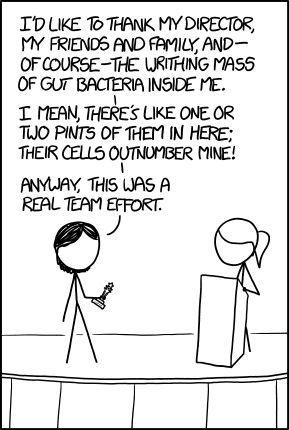 I'D LIKE TO THANK MY DIRECTOR,
MY FRIENDS AND FAMILY, AND—
OF COURSE—THE WRITHING MASS
OF GUT BACTERIA INSIDE ME.
I MEAN, THERE'S LIKE ONE OR
TWO PINTS OF THEM IN HERE;
THEIR CELLS OUTNUMBER MINE!
ANYWAY, THIS WAS A
REAL TEAM EFFORT.